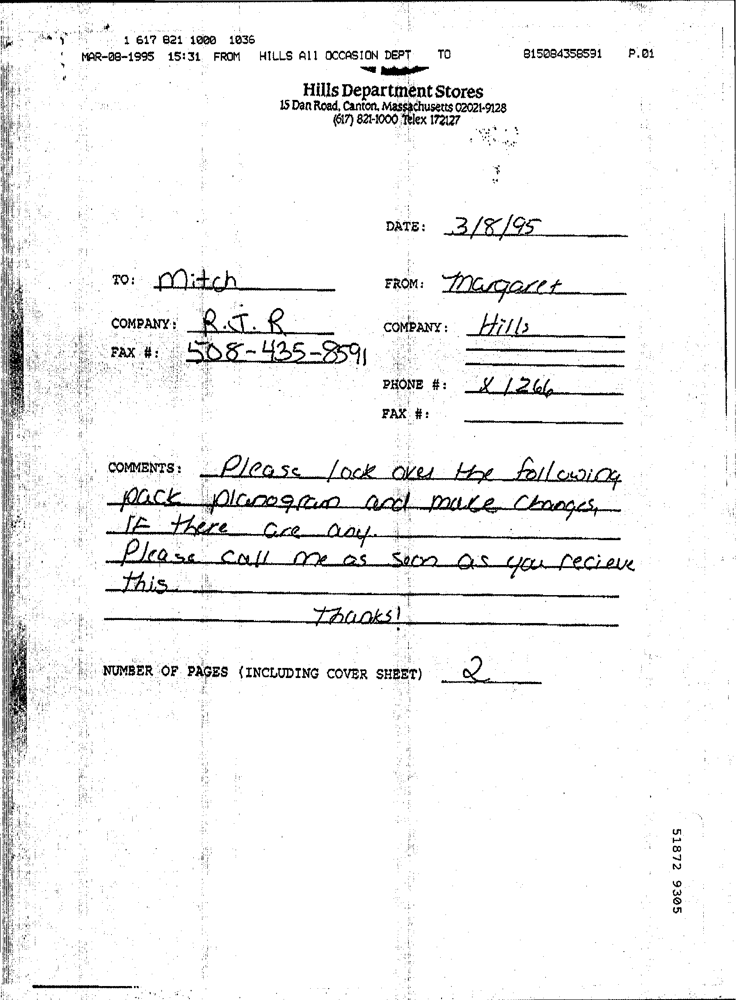 1 617 821 1000 1036
MAR-08-1995 15:31 FROM HILLS All OCCASION DEPT TO 815084358591 P.01
Hills Department Stores
15 Dan Road, Canton, Massachusetts 02021-9128
(617) 821-1000 Telex 172127
DATE: 3/8/95
TO: Mitch FROM: Margaret
COMPANY: R.J.R COMPANY: Hills
FAX #: 508-435-8591
PHONE #: X1266
FAX #:
COMMENTS: Please look over the following
pack planogram and make changes,
IF there are any.
Please call me as soon as you recieve
this.
Thanks!
NUMBER OF PAGES (INCLUDING COVER SHEET) 2
51872 9305